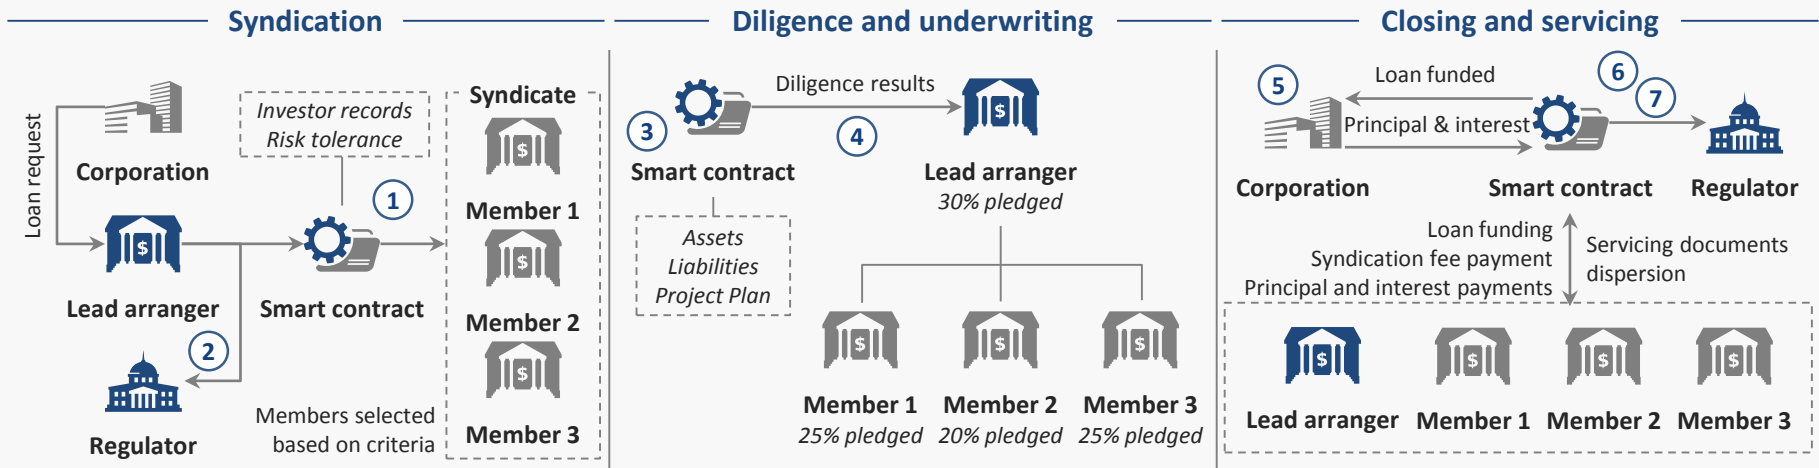 Syndication
Loan request
Corporation
Investor records
Risk tolerance
1
Lead arranger
Smart contract
2
Regulator
Members selected
based on criteria
Syndicate
$
Member 1
$
Member 2
$
Member 3
$
Diligence and underwriting
3
Smart contract
Assets
Liabilities
Project Plan
Diligence results
4
$
Lead arranger
30% pledged
$
$
$
Member 1
Member 2
Member 3
25% pledged
20% pledged
25% pledged
Closing and servicing
5
Loan funded
6
7
Principal & interest
Corporation
Smart contract
Regulator
Loan funding
Syndication fee payment
Principal and interest payments
Servicing documents
dispersion
$
$
$
$
Lead arranger
Member 1
Member 2
Member 3